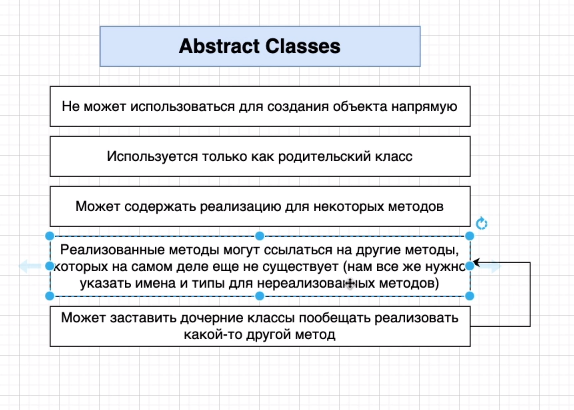 Abstract Classes
Не может использоваться для создания объекта напрямую
Используется только как родительский класс
Может содержать реализацию для некоторых методов
Реализованные методы могут ссылаться на другие методы,
которых на самом деле еще не существует (нам все же нужно
указать имена и типы для нереализованных методов)
Может заставить дочерние классы пообещать реализовать
какой-то другой метод